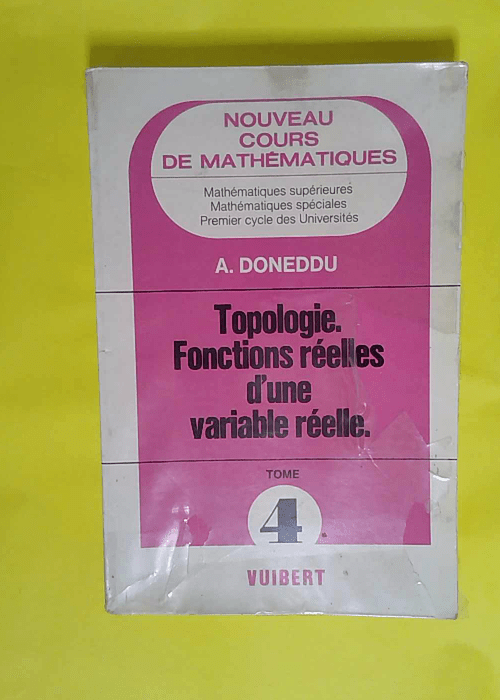 NOUVEAU
COURS
DE MATHÉMATIQUES
Mathématiques supérieures
Mathématiques spéciales
Premier cycle des Universités
A. DONEDDU
Topologie.
Fonctions réelles
d'une
variable réelle.
TOME
4
VUIBERT